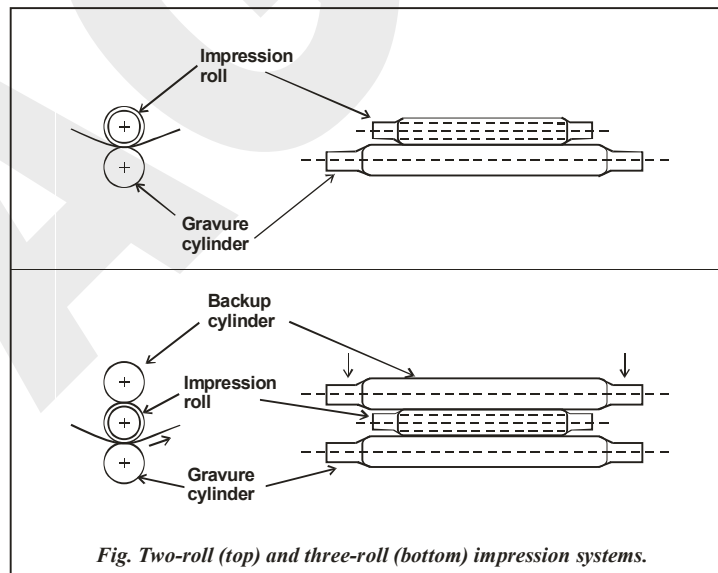 Impression
roll
Gravure
cylinder
Backup
cylinder
Impression
roll
Gravure
cylinder
Fig. Two-roll (top) and three-roll (bottom) impression systems.